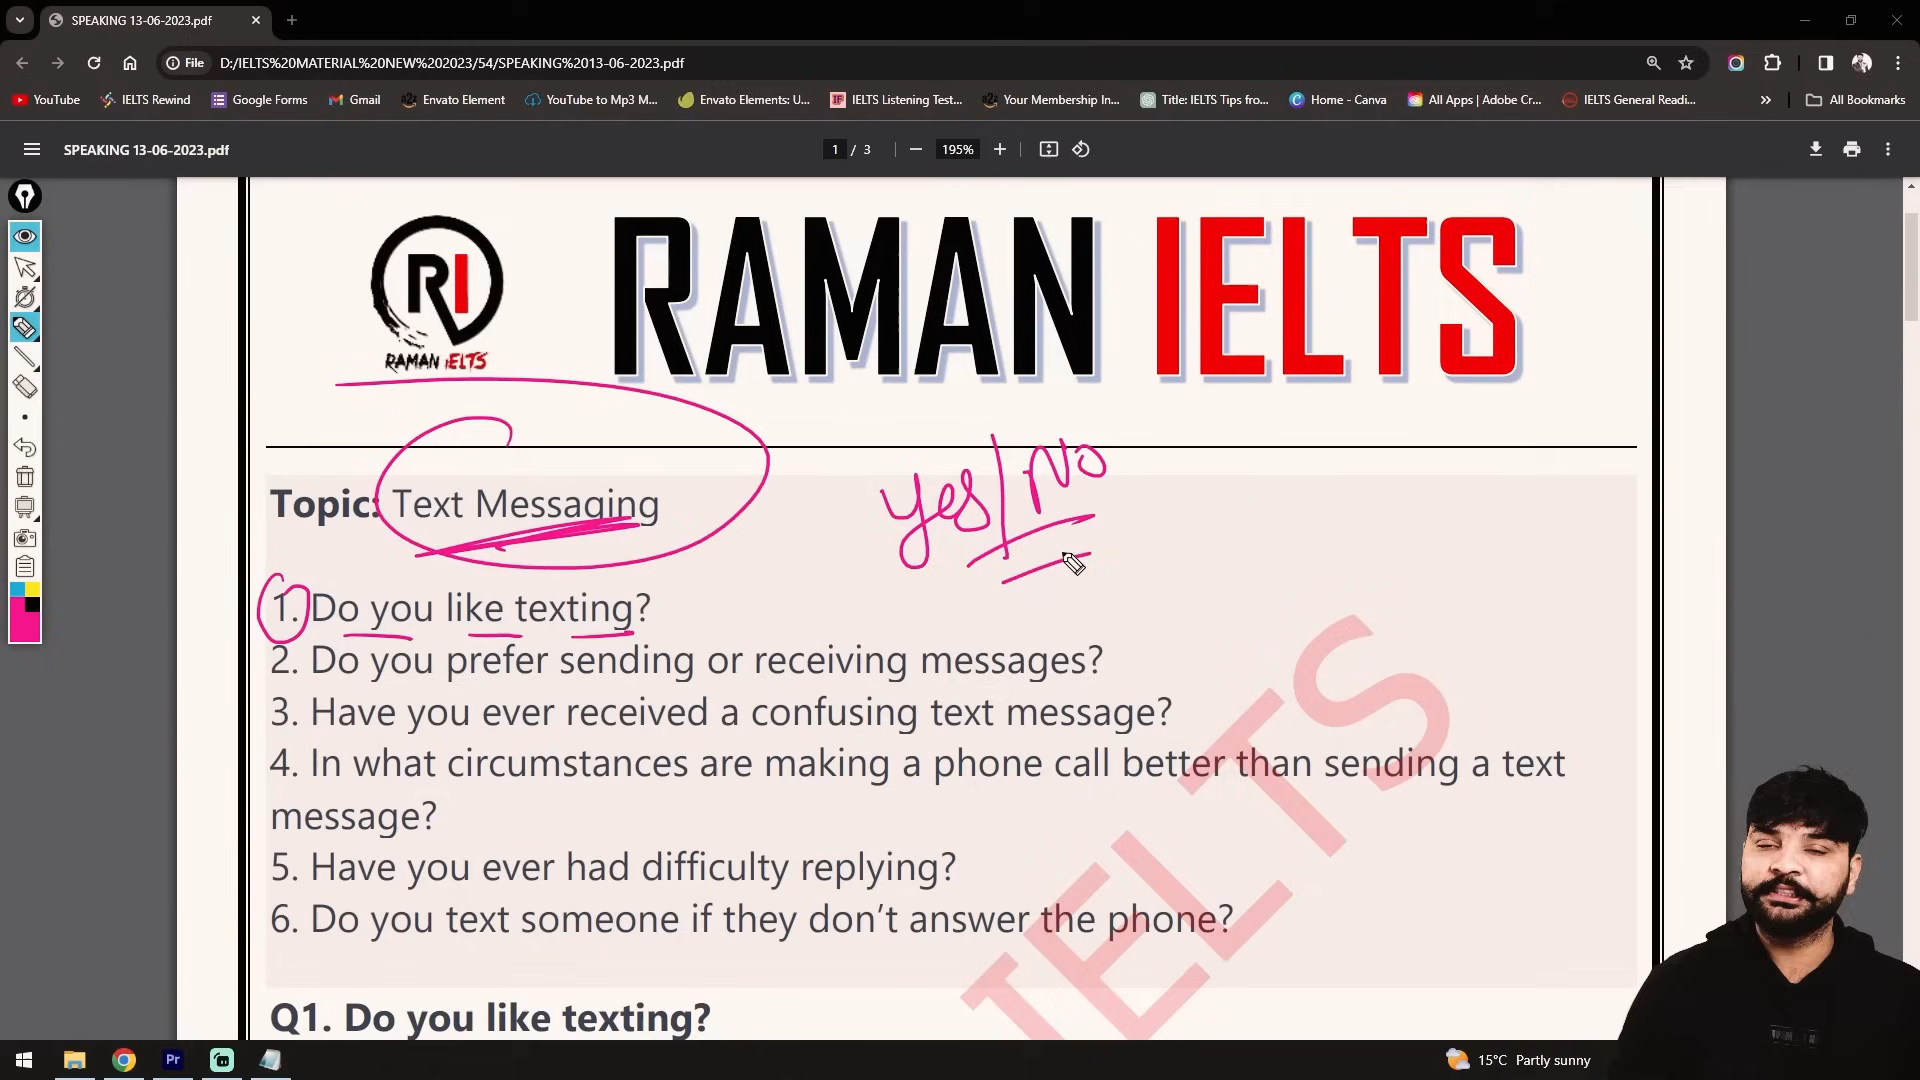 SPEAKING 13-06-2023.pdf
File D:/IELTS%20MATERIAL%20NEW%202023/54/SPEAKING%2013-06-2023.pdf
YouTube IELTS Rewind Google Forms Gmail Envato Element YouTube to Mp3 M... Envato Elements: U... IELTS Listening Test... Your Membership In... Title: IELTS Tips fro... Home - Canva All Apps | Adobe Cr... IELTS General Readi... All Bookmarks
SPEAKING 13-06-2023.pdf 1 / 3 195%
RI
RAMAN IELTS
RAMAN IELTS
Topic: Text Messaging
yes/No
1. Do you like texting?
2. Do you prefer sending or receiving messages?
3. Have you ever received a confusing text message?
4. In what circumstances are making a phone call better than sending a text
message?
5. Have you ever had difficulty replying?
6. Do you text someone if they don’t answer the phone?
IELTS
Q1. Do you like texting?
Pr
15°C Partly sunny